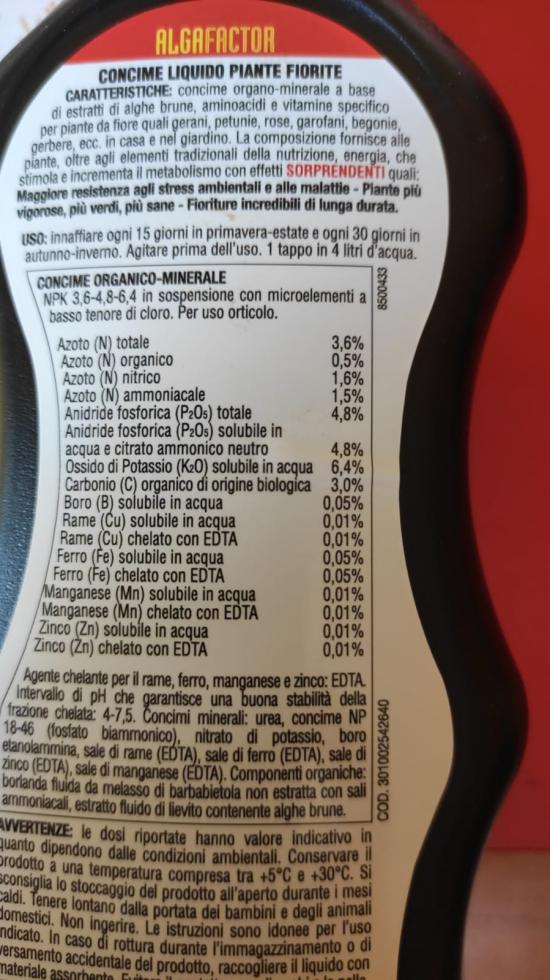 ALGAFACTOR
CONCIME LIQUIDO PIANTE FIORITE
CARATTERISTICHE: concime organo-minerale a base
di estratti di alghe brune, aminoacidi e vitamine specifico
per piante da fiore quali gerani, petunie, rose, garofani, begonie,
gerbere, ecc. in casa e nel giardino. La composizione fornisce alle
piante, oltre agli elementi tradizionali della nutrizione, energia, che
stimola e incrementa il metabolismo con effetti SORPRENDENTI quali:
Maggiore resistenza agli stress ambientali e alle malattie - Piante più
vigorose, più verdi, più sane - Fioriture incredibili di lunga durata.
USO: innaffiare ogni 15 giorni in primavera-estate e ogni 30 giorni in
autunno-inverno. Agitare prima dell'uso. 1 tappo in 4 litri d'acqua.
CONCIME ORGANICO-MINERALE
NPK 3,6-4,8-6,4 in sospensione con microelementi a
basso tenore di cloro. Per uso orticolo.
8500433
Azoto (N) totale 3,6%
Azoto (N) organico 0,5%
Azoto (N) nitrico 1,6%
Azoto (N) ammoniacale 1,5%
Anidride fosforica (P2O5) totale 4,8%
Anidride fosforica (P2O5) solubile in
acqua e citrato ammonico neutro 4,8%
Ossido di Potassio (K2O) solubile in acqua 6,4%
Carbonio (C) organico di origine biologica 3,0%
Boro (B) solubile in acqua 0,05%
Rame (Cu) solubile in acqua 0,01%
Rame (Cu) chelato con EDTA 0,01%
Ferro (Fe) solubile in acqua 0,05%
Ferro (Fe) chelato con EDTA 0,05%
Manganese (Mn) solubile in acqua 0,01%
Manganese (Mn) chelato con EDTA 0,01%
Zinco (Zn) solubile in acqua 0,01%
Zinco (Zn) chelato con EDTA 0,01%
Agente chelante per il rame, ferro, manganese e zinco: EDTA.
Intervallo di pH che garantisce una buona stabilità della
frazione chelata: 4-7,5. Concimi minerali: urea, concime NP
18-46 (fosfato biammonico), nitrato di potassio, boro
etanolammina, sale di rame (EDTA), sale di ferro (EDTA), sale di
zinco (EDTA), sale di manganese (EDTA). Componenti organiche:
borlanda fluida da melasso di barbabietola non estratta con sali
ammoniacali, estratto fluido di lievito contenente alghe brune.
COD. 301002542640
AVVERTENZE: le dosi riportate hanno valore indicativo in
quanto dipendono dalle condizioni ambientali. Conservare il
prodotto a una temperatura compresa tra +5°C e +30°C. Si
sconsiglia lo stoccaggio del prodotto all'aperto durante i mesi
caldi. Tenere lontano dalla portata dei bambini e degli animali
domestici. Non ingerire. Le istruzioni sono idonee per l'uso
indicato. In caso di rottura durante l'immagazzinamento o di
versamento accidentale del prodotto, raccogliere il liquido con
materiale assorbente.